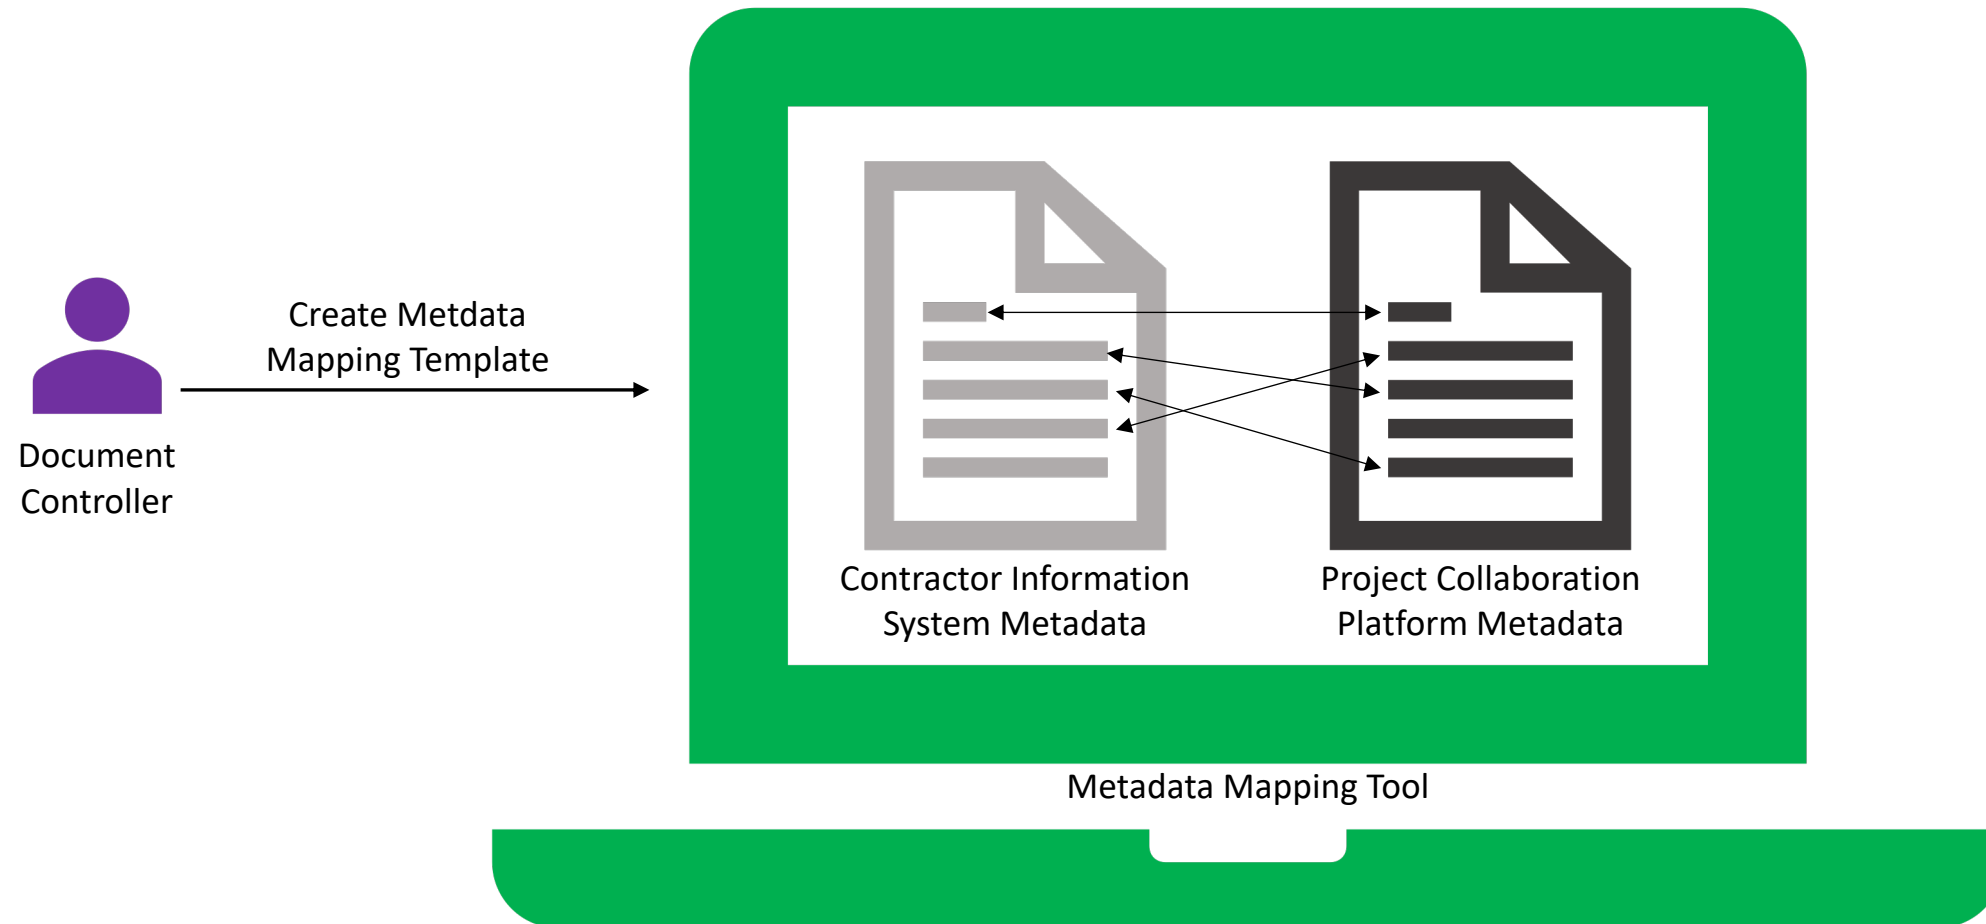 Create Metdata
Mapping Template
Document
Controller
Contractor Information
System Metadata
Project Collaboration
Platform Metadata
Metadata Mapping Tool